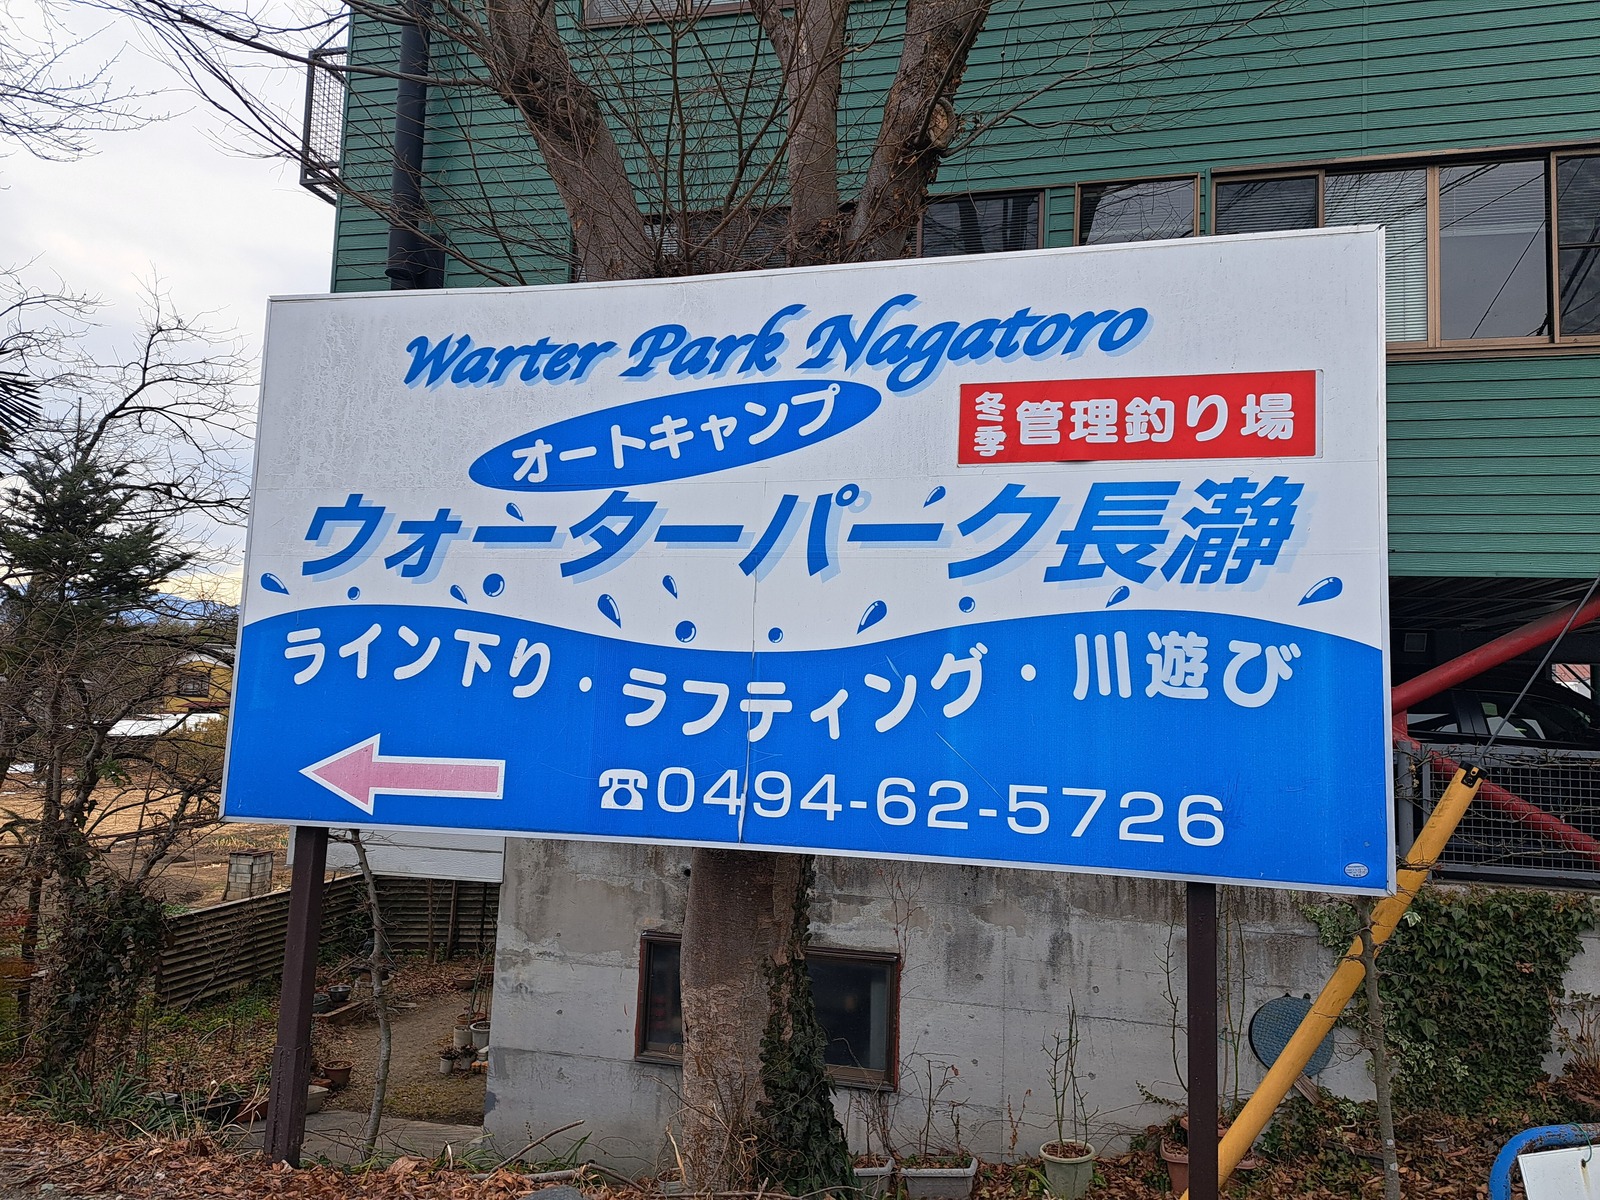 Warter Park Nagatoro
オートキャンプ
冬季 管理釣り場
ウォーターパーク長瀞
ライン下り・ラフティング・川遊び
☎0494-62-5726